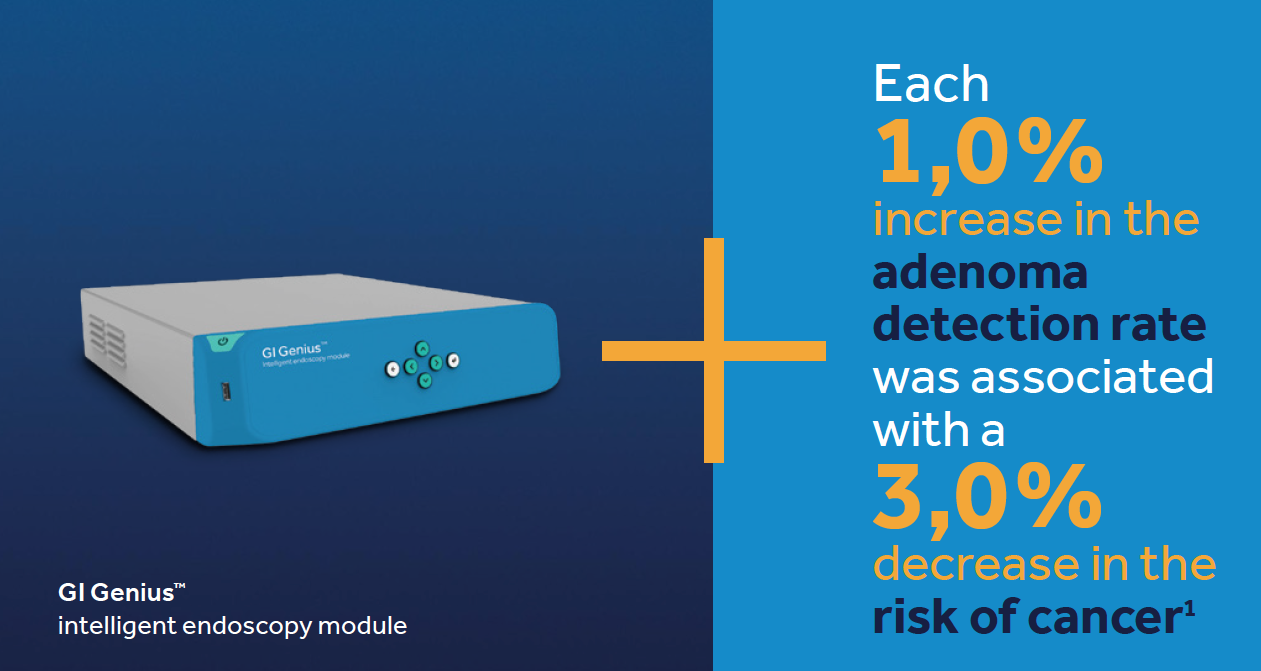 GI Genius™
intelligent endoscopy module
GI Genius™
intelligent endoscopy module
Each
1,0%
increase in the
adenoma
detection rate
was associated
with a
3,0%
decrease in the
risk of cancer¹